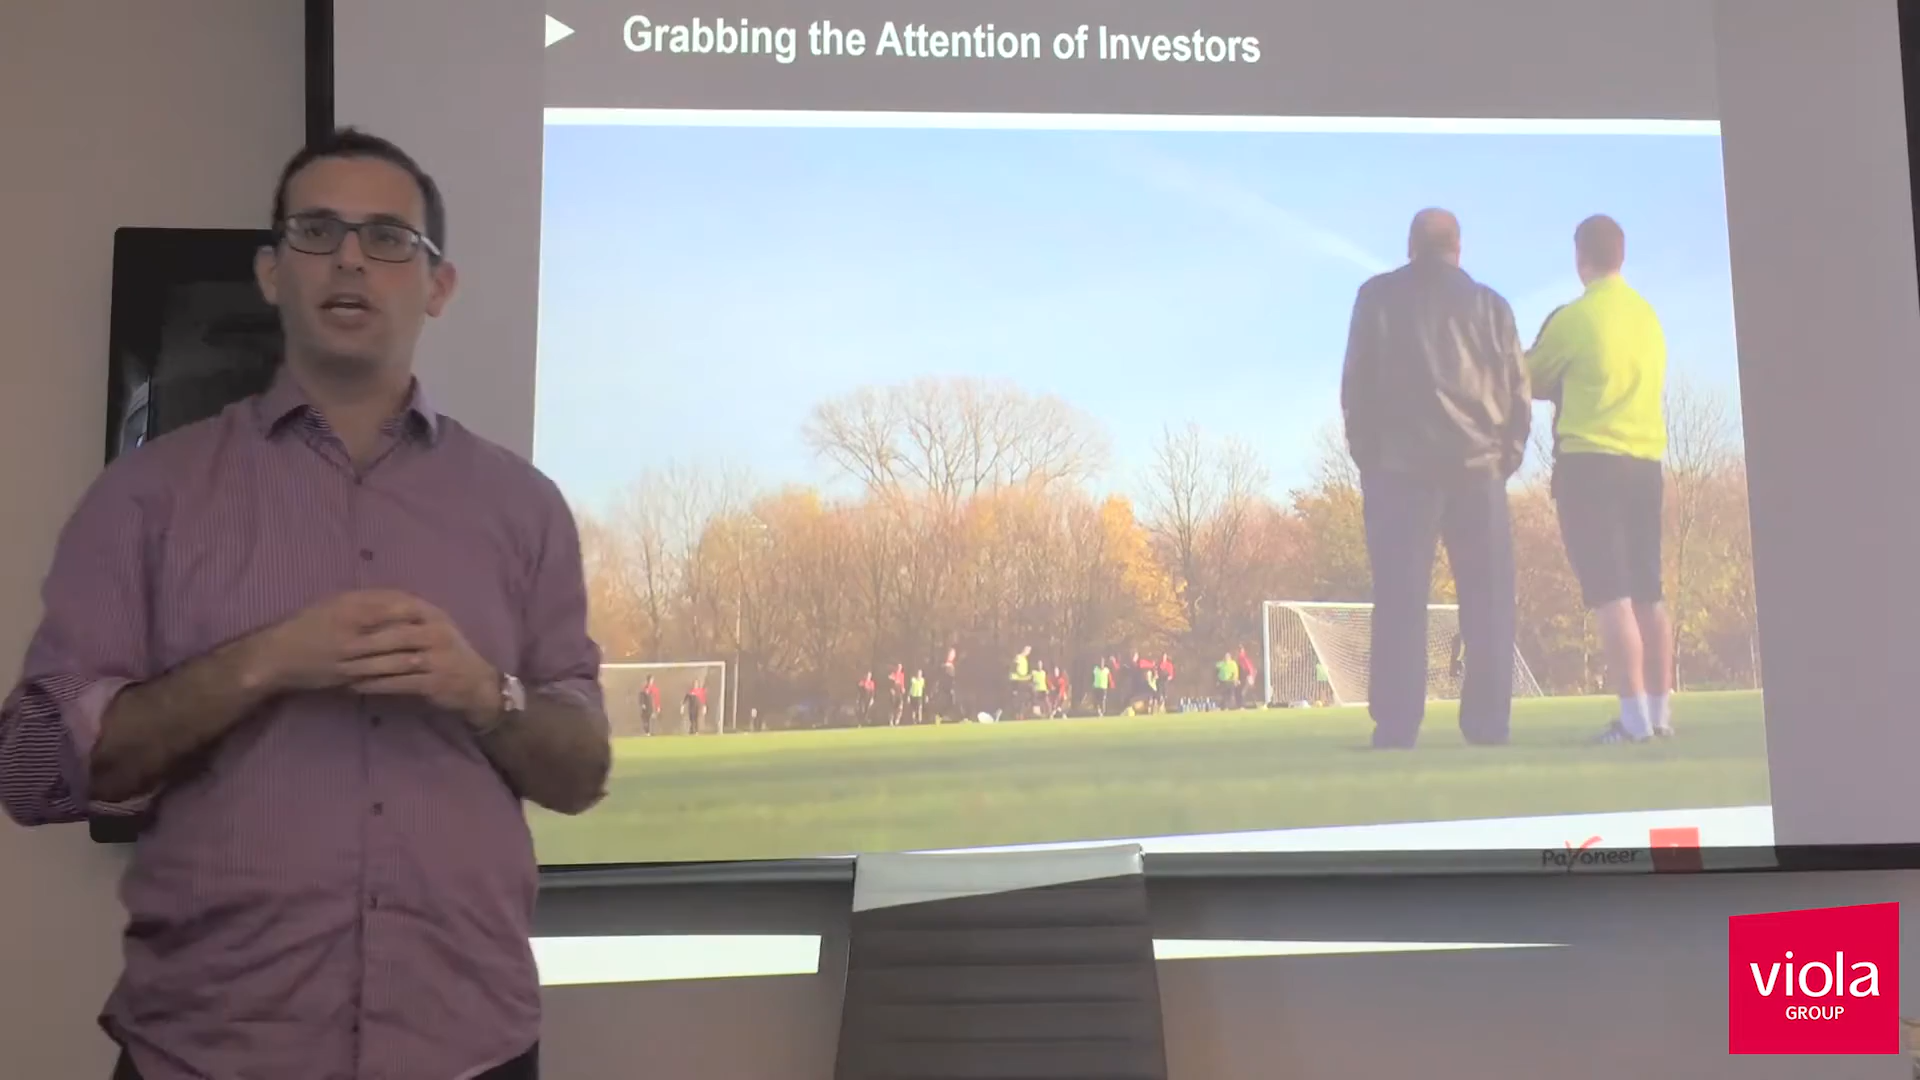 Grabbing the Attention of Investors
Payoneer
viola
GROUP